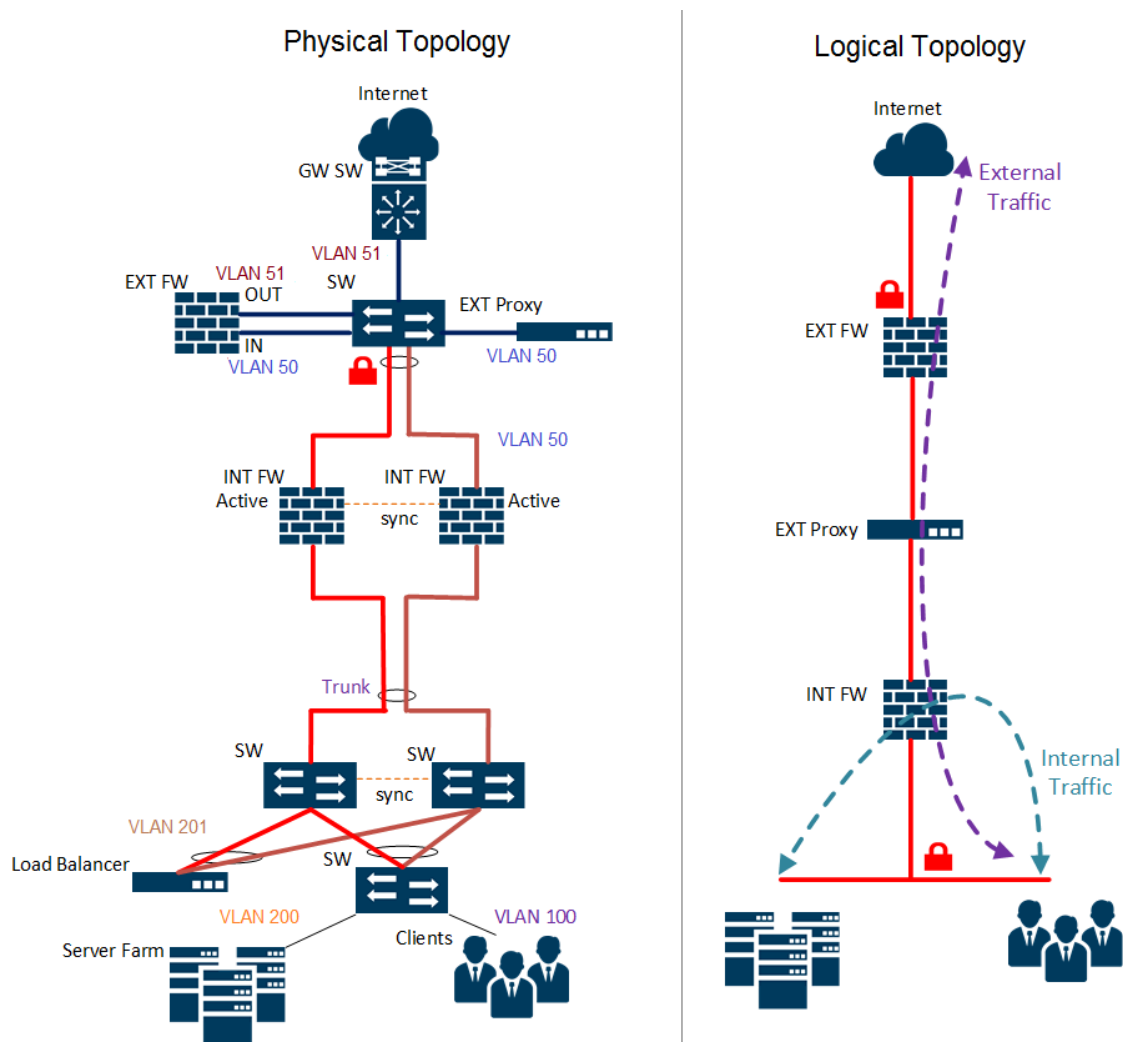 Physical Topology
Internet
GW SW
VLAN 51
VLAN 51
EXT FW
OUT
SW
EXT Proxy
IN
VLAN 50
VLAN 50
VLAN 50
INT FW
Active
INT FW
Active
sync
Trunk
SW
SW
sync
VLAN 201
Load Balancer
SW
VLAN 200
VLAN 100
Server Farm
Clients
Logical Topology
Internet
External
Traffic
EXT FW
EXT Proxy
INT FW
Internal
Traffic